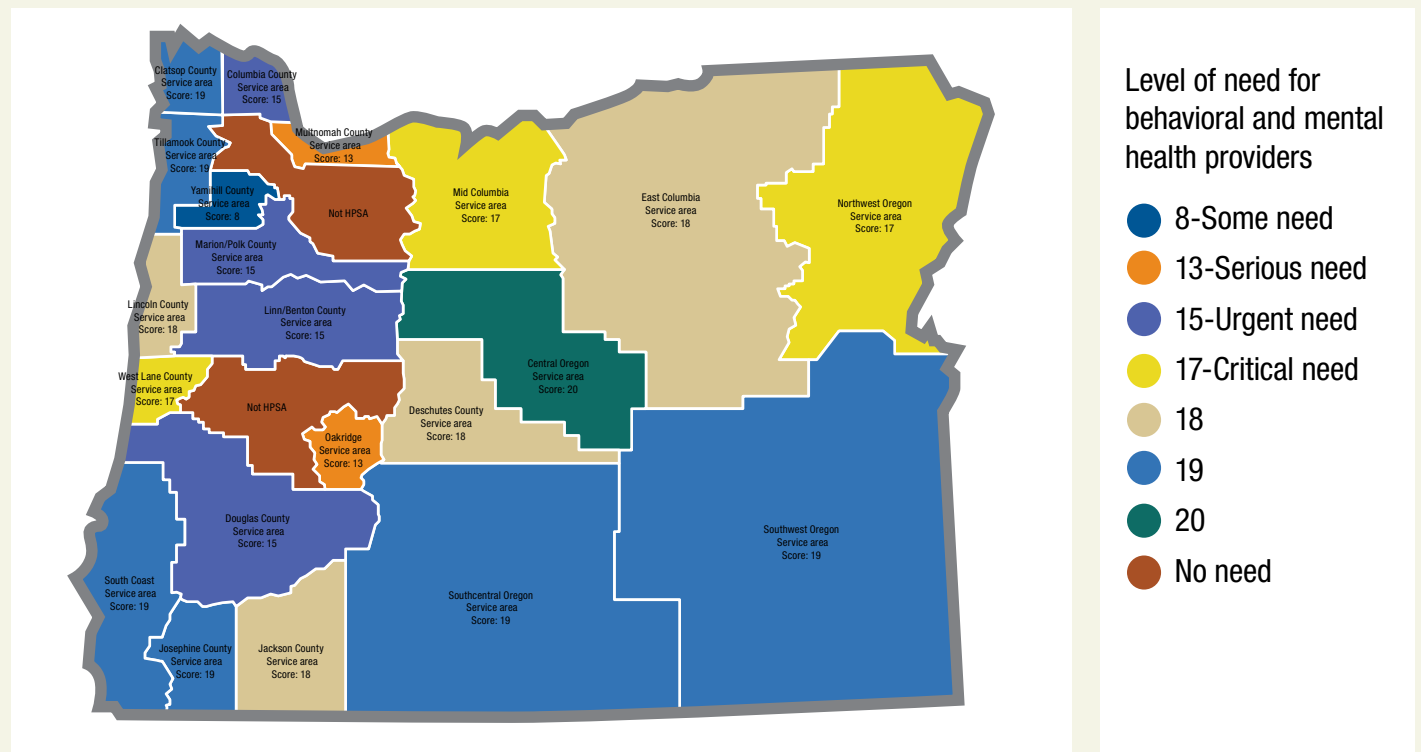 Clatsop County
Service area
Score: 19
Columbia County
Service area
Score: 15
Tillamook County
Service area
Score: 19
Multnomah County
Service area
Score: 13
Yamihill County
Service area
Score: 8
Not HPSA
Mid Columbia
Service area
Score: 17
East Columbia
Service area
Score: 18
Northwest Oregon
Service area
Score: 17
Marion/Polk County
Service area
Score: 15
Lincoln County
Service area
Score: 18
Linn/Benton County
Service area
Score: 15
West Lane County
Service area
Score: 17
Not HPSA
Oakridge
Service area
Score: 13
Deschutes County
Service area
Score: 18
Central Oregon
Service area
Score: 20
Douglas County
Service area
Score: 15
South Coast
Service area
Score: 19
Josephine County
Service area
Score: 19
Jackson County
Service area
Score: 18
Southcentral Oregon
Service area
Score: 19
Southwest Oregon
Service area
Score: 19
Level of need for
behavioral and mental
health providers
8-Some need
13-Serious need
15-Urgent need
17-Critical need
18
19
20
No need